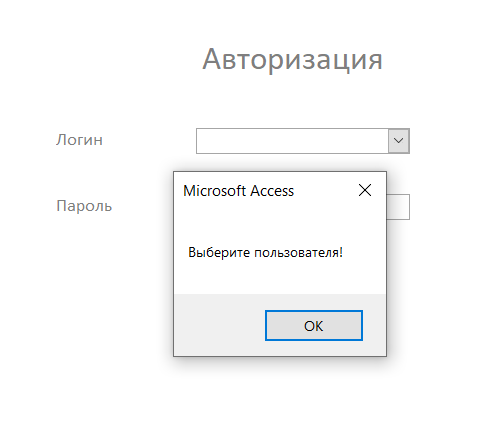 Авторизация
Логин
Пароль
Microsoft Access
Выберите пользователя!
OK